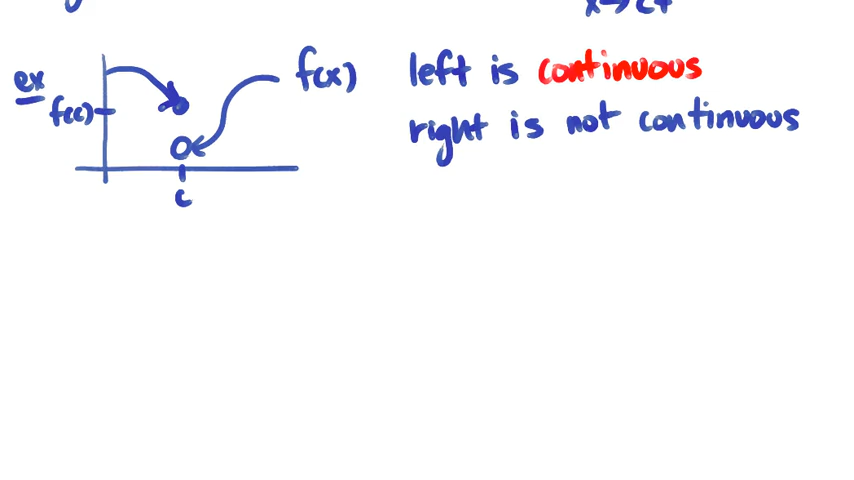 x→c+
ex
f(c)
f(x)
c
left is continuous
right is not continuous